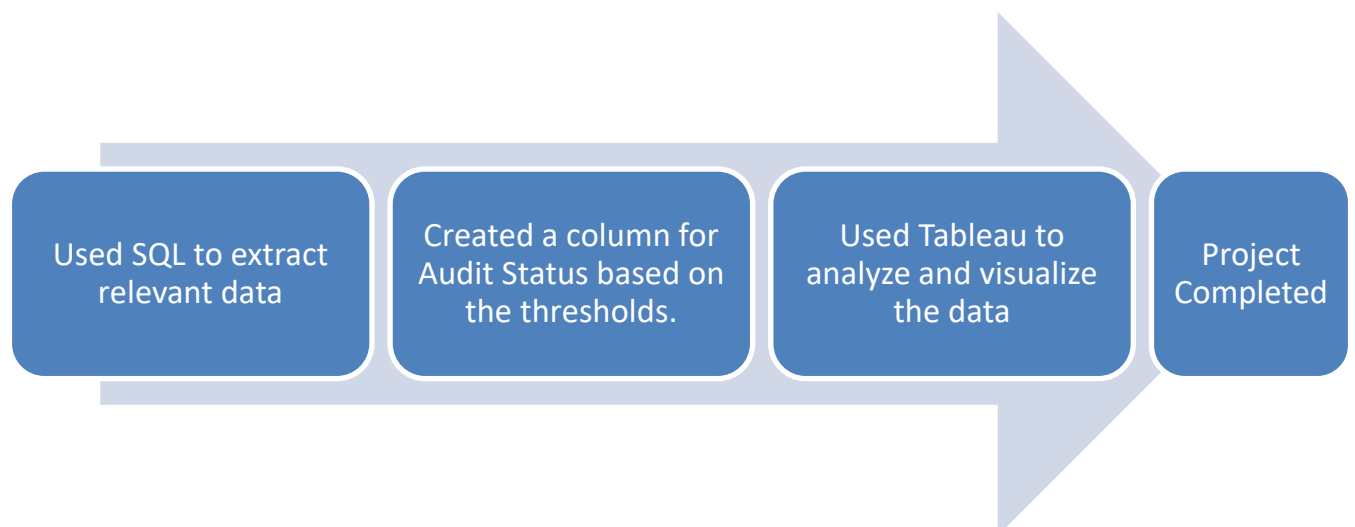 Used SQL to extract
relevant data
Created a column for
Audit Status based on
the thresholds.
Used Tableau to
analyze and visualize
the data
Project
Completed